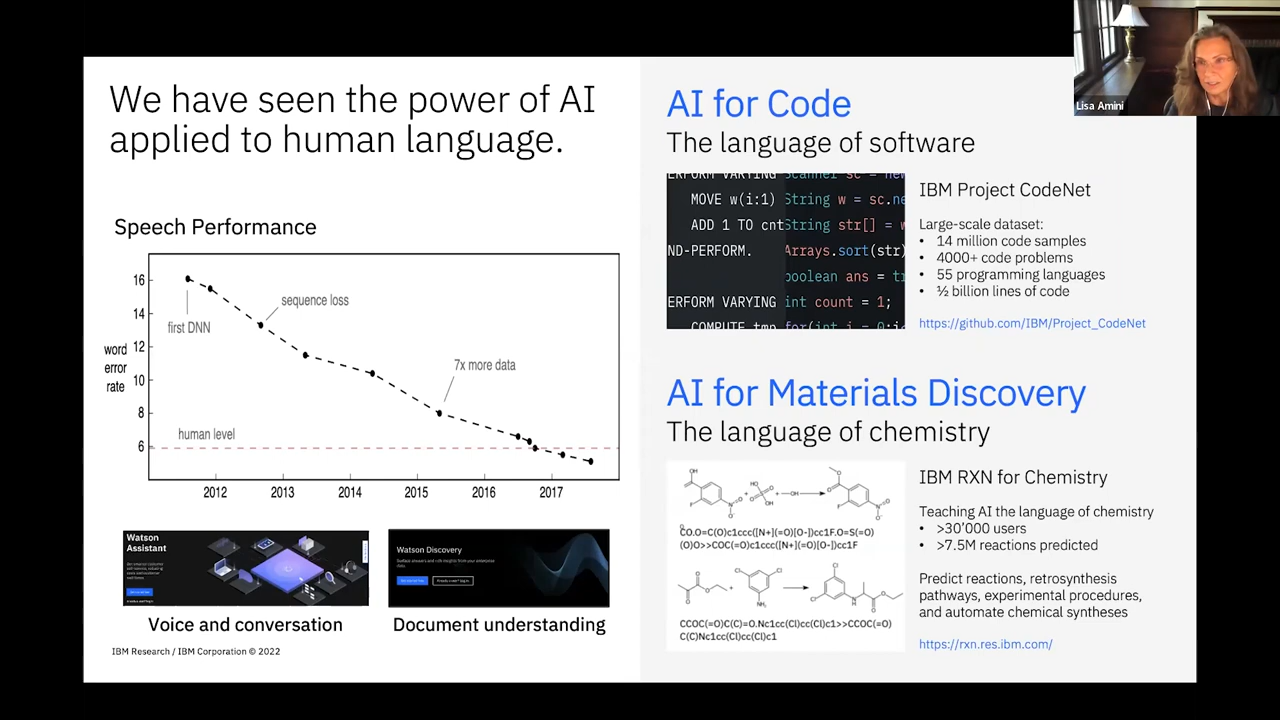 Lisa Amini
We have seen the power of AI
applied to human language.
Speech Performance
16
14
12
10
8
6
word
error
rate
first DNN
sequence loss
7x more data
human level
2012
2013
2014
2015
2016
2017
Watson
Assistant
Watson Discovery
Voice and conversation
Document understanding
IBM Research / IBM Corporation © 2022
AI for Code
The language of software
ERFORM VARYING
MOVE w(i:1)
ADD 1 TO cnt
ND-PERFORM.
ERFORM VARYING
COMPUTE tmp
Scanner sc = new
String w = sc.ne
String str[] = w
Arrays.sort(str)
boolean ans = tr
int count = 1;
for(int i = 0;i<
IBM Project CodeNet
Large-scale dataset:
• 14 million code samples
• 4000+ code problems
• 55 programming languages
• ½ billion lines of code
https://github.com/IBM/Project_CodeNet
AI for Materials Discovery
The language of chemistry
CO.O=C(O)c1ccc([N+](=O)[O-])cc1F.O=S(=O)
(O)O>>COC(=O)c1ccc([N+](=O)[O-])cc1F
CCOC(=O)C(C)=O.Nc1cc(Cl)cc(Cl)c1>>CCOC(=O)
C(C)Nc1cc(Cl)cc(Cl)c1
IBM RXN for Chemistry
Teaching AI the language of chemistry
• >30'000 users
• >7.5M reactions predicted
Predict reactions, retrosynthesis
pathways, experimental procedures,
and automate chemical syntheses
https://rxn.res.ibm.com/